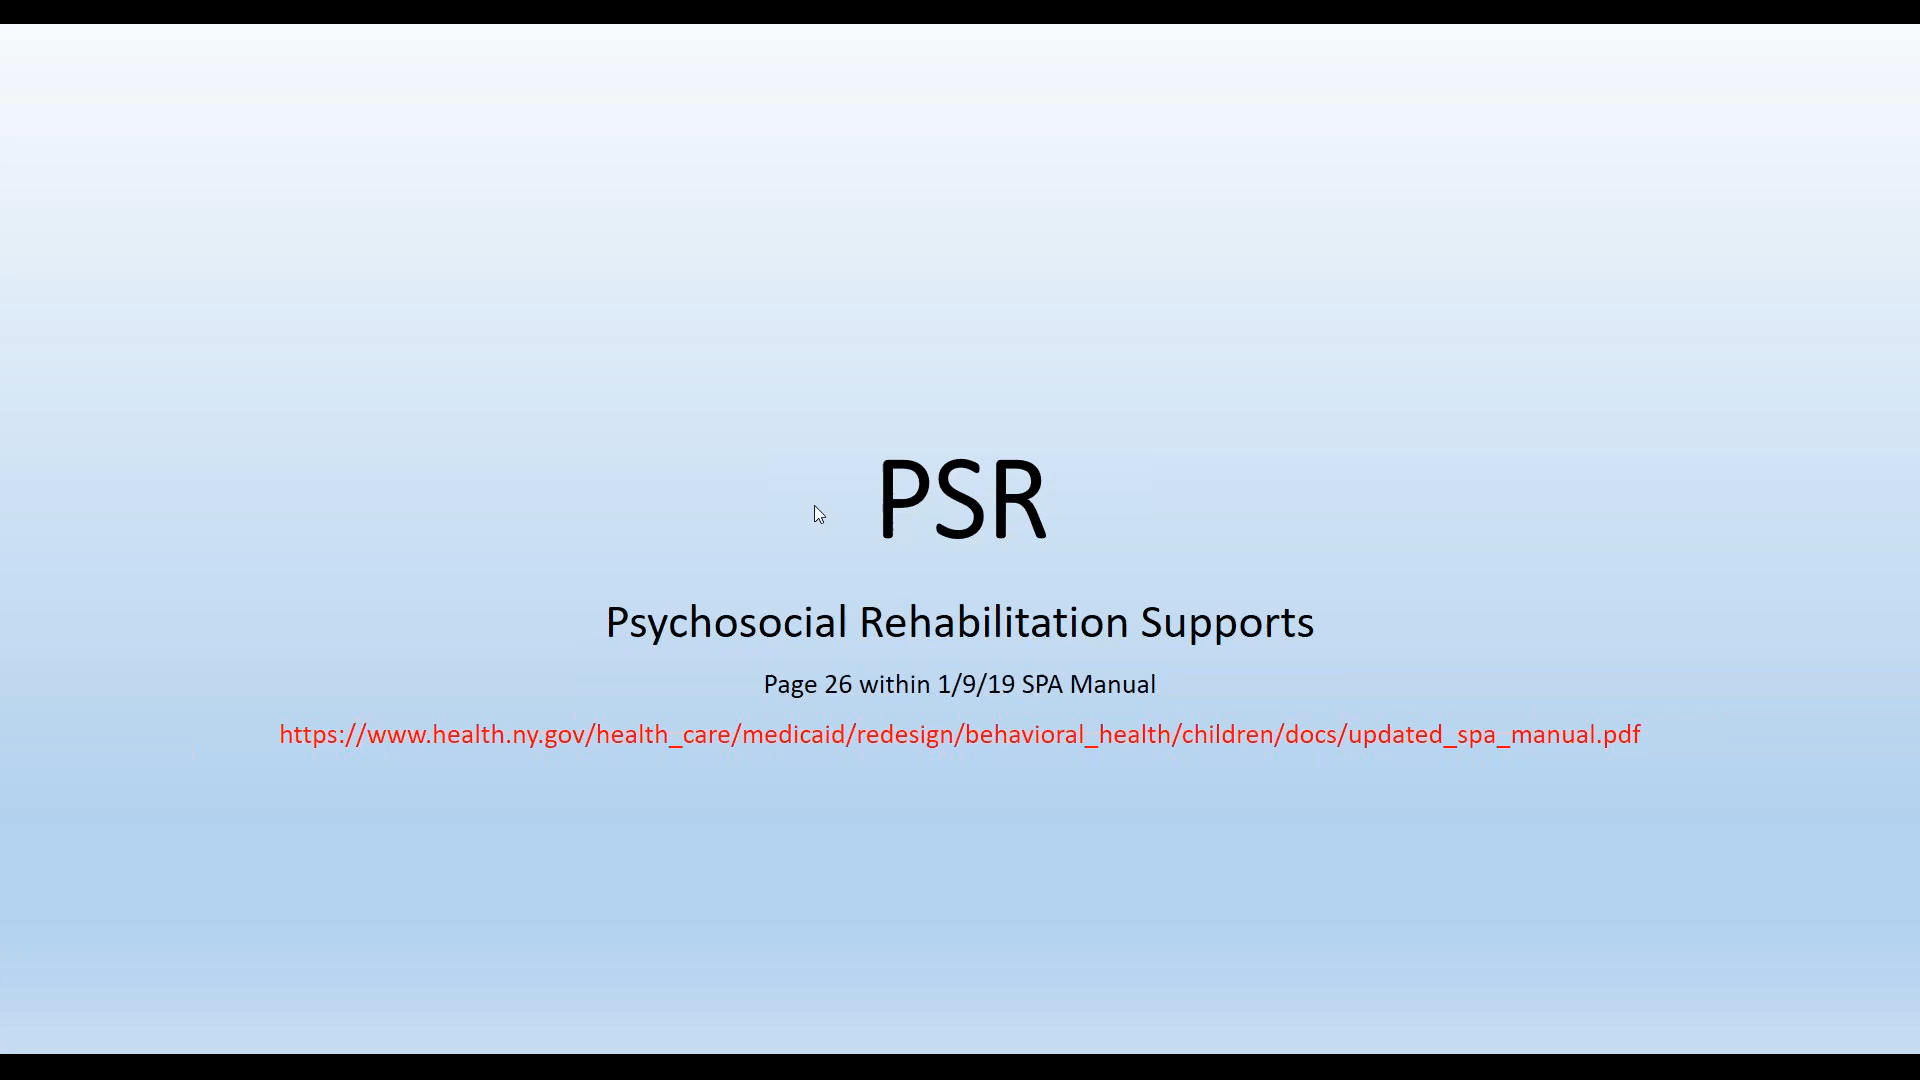 PSR
Psychosocial Rehabilitation Supports
Page 26 within 1/9/19 SPA Manual
https://www.health.ny.gov/health_care/medicaid/redesign/behavioral_health/children/docs/updated_spa_manual.pdf